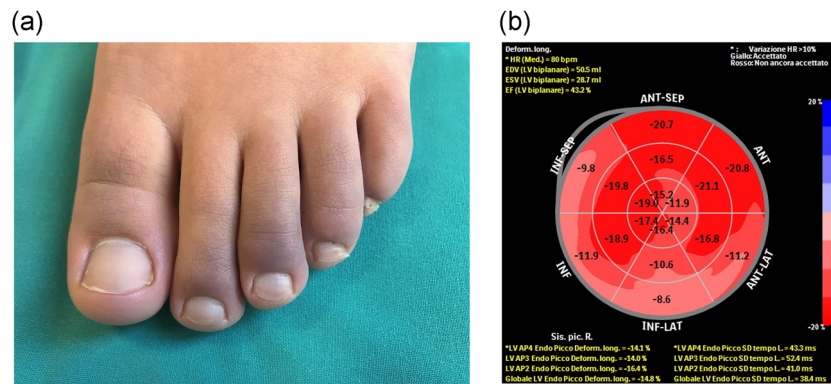 (a)
(b)
Deform. long.
* HR (Med.) = 80 bpm
EDV (LV biplanare) = 50.5 ml
ESV (LV biplanare) = 28.7 ml
EF (LV biplanare) = 43.2 %
* : Variazione HR >10%
Giallo: Accettato
Rosso: Non ancora accettato
20 %
ANT-SEP
-20.7
INF-SEP
ANT
-9.8
-16.5
-20.8
-19.8
-15.2
-21.1
-19.0
-11.9
-17.4
-14.4
-16.4
-18.9
-16.8
-11.9
-10.6
-11.2
INF
ANT-LAT
-8.6
INF-LAT
-20 %
Sis. pic. R.
*LV AP4 Endo Picco Deform. long. = -14.1 %
LV AP3 Endo Picco Deform. long. = -14.0 %
LV AP2 Endo Picco Deform. long. = -16.4 %
Globale LV Endo Picco Deform. long. = -14.8 %
*LV AP4 Endo Picco SD tempo L. = 43.3 ms
LV AP3 Endo Picco SD tempo L. = 52.4 ms
LV AP2 Endo Picco SD tempo L. = 41.0 ms
Globale LV Endo Picco SD tempo L. = 38.4 ms